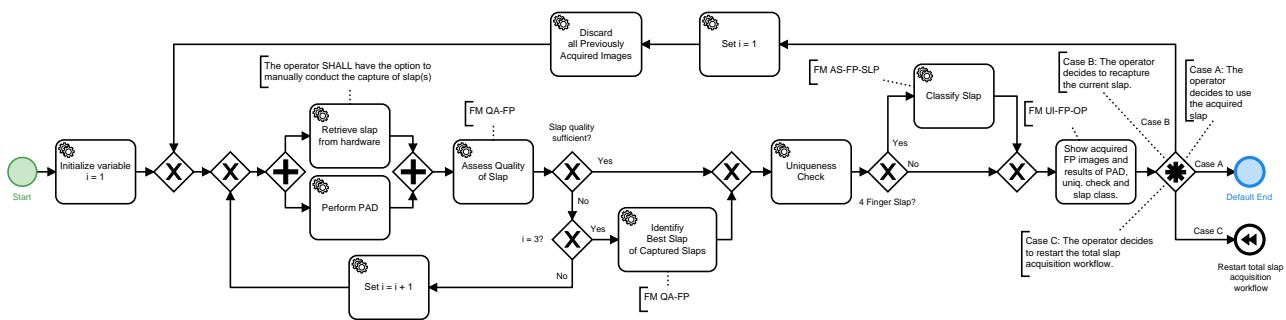 Start
Initialize variable
i = 1
The operator SHALL have the option to
manually conduct the capture of slap(s)
Retrieve slap
from hardware
Perform PAD
FM QA-FP
Assess Quality
of Slap
Slap quality
sufficient?
Yes
No
i = 3?
Yes
No
Set i = i + 1
Identifiy
Best Slap
of Captured Slaps
FM QA-FP
Discard
all Previously
Acquired Images
Set i = 1
Uniqueness
Check
4 Finger Slap?
Yes
No
FM AS-FP-SLP
Classify Slap
FM UI-FP-OP
Show acquired
FP images and
results of PAD,
uniq. check and
slap class.
Case B: The operator
decides to recapture
the current slap.
Case A: The
operator
decides to use
the acquired
slap
Case B
Case A
Default End
Case C: The operator decides
to restart the total slap
acquisition workflow.
Case C
Restart total slap
acquisition
workflow